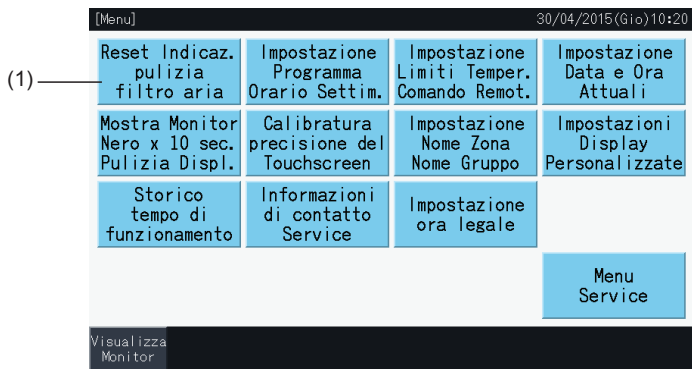 [Menu]
30/04/2015(Gio)10:20
(1)
Reset Indicaz.
pulizia
filtro aria
Impostazione
Programma
Orario Settim.
Impostazione
Limiti Temper.
Comando Remot.
Impostazione
Data e Ora
Attuali
Mostra Monitor
Nero x 10 sec.
Pulizia Displ.
Calibratura
precisione del
Touchscreen
Impostazione
Nome Zona
Nome Gruppo
Impostazioni
Display
Personalizzate
Storico
tempo di
funzionamento
Informazioni
di contatto
Service
Impostazione
ora legale
Menu
Service
Visualizza
Monitor